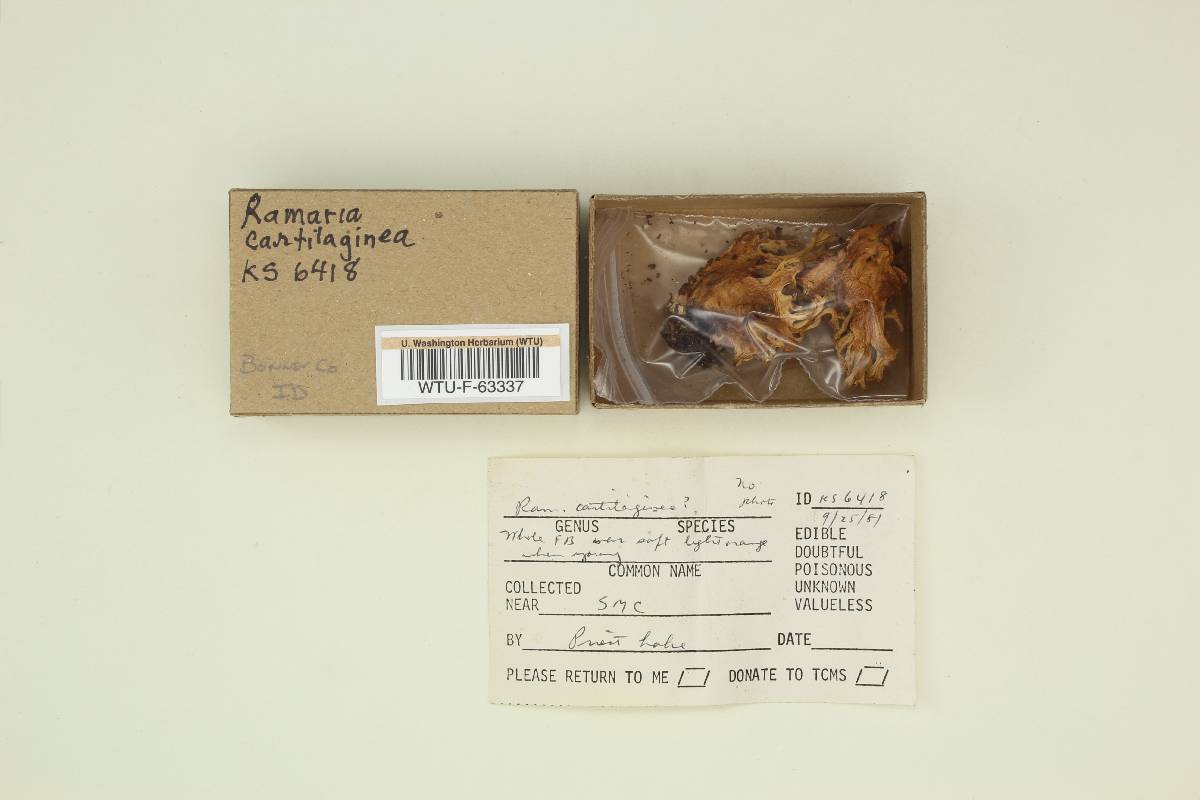 Ramaria
cartilaginea
KS 6418
Bonner Co
ID
U. Washington Herbarium (WTU)
WTU-F-63337
No
photo
Ram. cartilaginea?
ID KS 6418
9/25/81
GENUS SPECIES
Whole FB was soft light orange
when young
COMMON NAME
EDIBLE
DOUBTFUL
POISONOUS
UNKNOWN
VALUELESS
COLLECTED
NEAR SMC
BY Priest Lake DATE
PLEASE RETURN TO ME DONATE TO TCMS